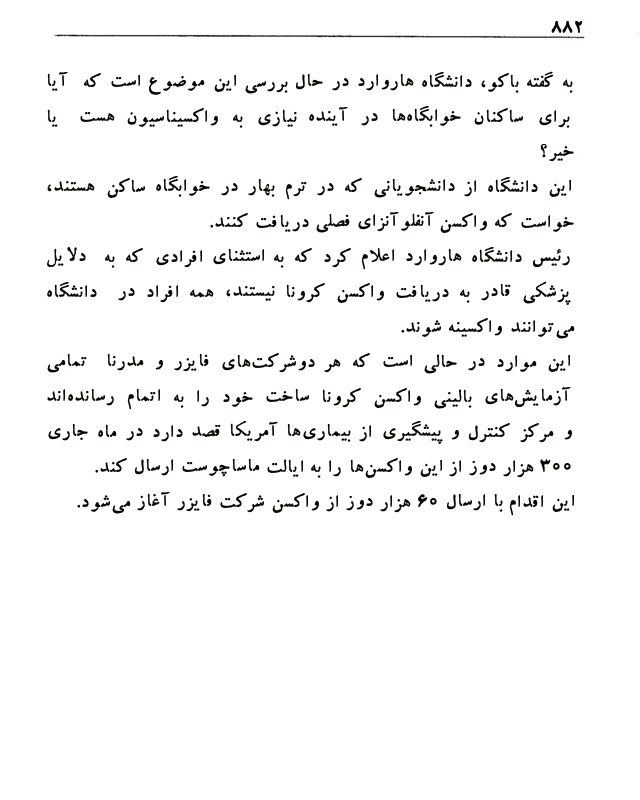 ۸۸۲
به گفته باکو، دانشگاه هاروارد در حال بررسی این موضوع است که آیا
برای ساکنان خوابگاه‌ها در آینده نیازی به واکسیناسیون هست یا
خیر؟
این دانشگاه از دانشجویانی که در ترم بهار در خوابگاه ساکن هستند،
خواست که واکسن آنفلوآنزای فصلی دریافت کنند.
رئیس دانشگاه هاروارد اعلام کرد که به استثنای افرادی که به دلایل
پزشکی قادر به دریافت واکسن کرونا نیستند، همه افراد در دانشگاه
می‌توانند واکسینه شوند.
این موارد در حالی است که هر دوشرکت‌های فایزر و مدرنا تمامی
آزمایش‌های بالینی واکسن کرونا ساخت خود را به اتمام رسانده‌اند
و مرکز کنترل و پیشگیری از بیماری‌ها آمریکا قصد دارد در ماه جاری
۳۰۰ هزار دوز از این واکسن‌ها را به ایالت ماساچوست ارسال کند.
این اقدام با ارسال ۶۰ هزار دوز از واکسن شرکت فایزر آغاز می‌شود.